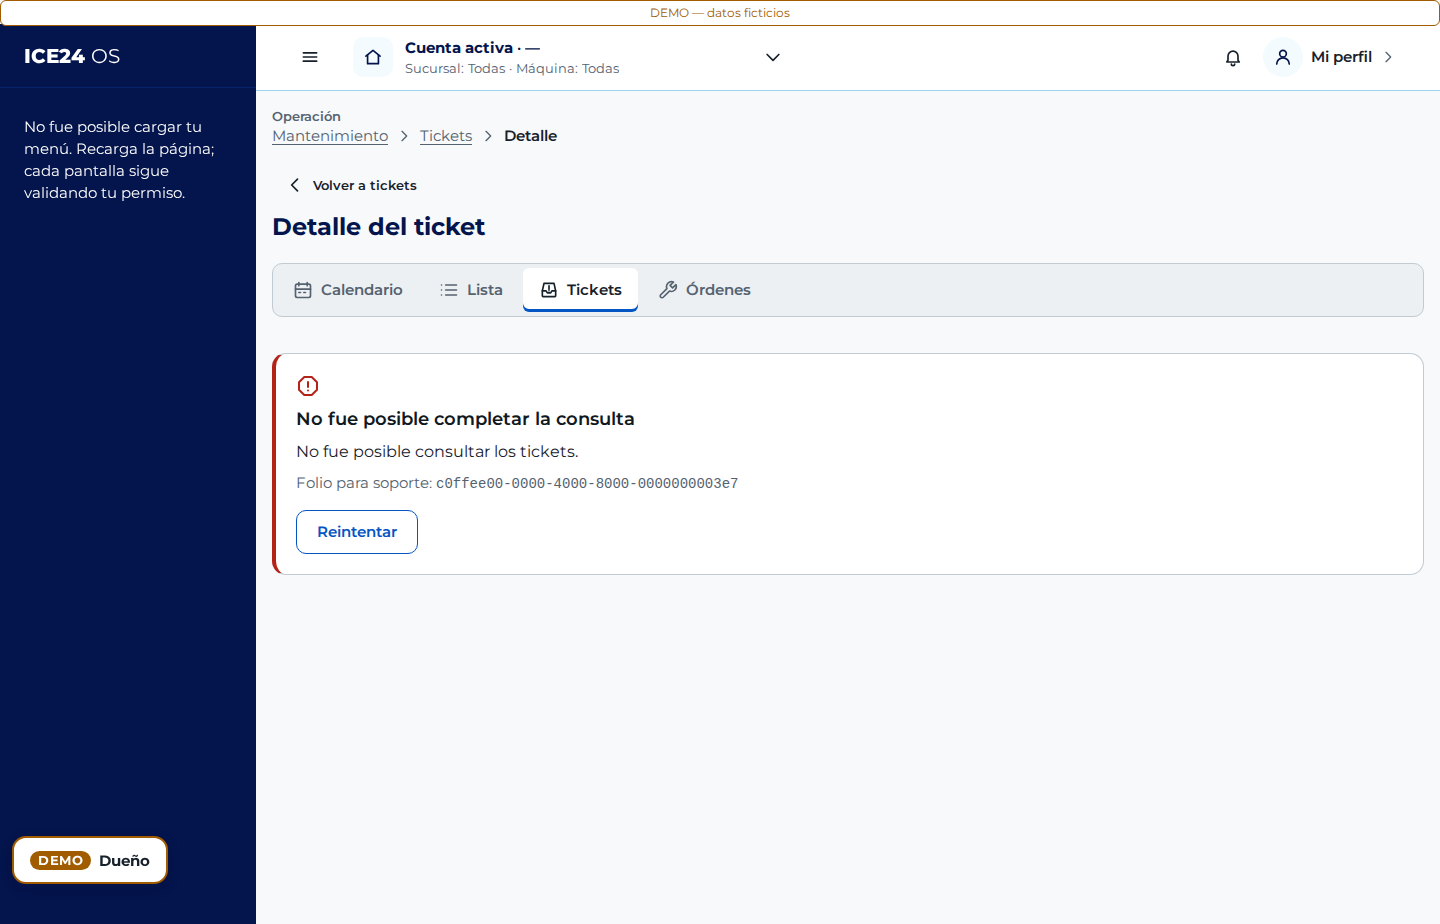 DEMO — datos ficticios
ICE24 OS
No fue posible cargar tu
menú. Recarga la página;
cada pantalla sigue
validando tu permiso.
Cuenta activa · —
Sucursal: Todas · Máquina: Todas
Mi perfil
Operación
Mantenimiento > Tickets > Detalle
Volver a tickets
Detalle del ticket
Calendario Lista Tickets Órdenes
No fue posible completar la consulta
No fue posible consultar los tickets.
Folio para soporte: c0ffee00-0000-4000-8000-0000000003e7
Reintentar
DEMO Dueño